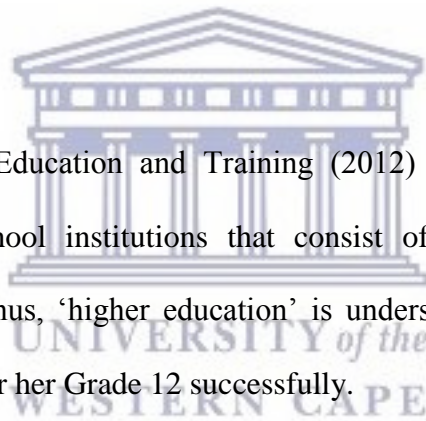 Education and Training (2012)
hool institutions that consist of
nus, ‘higher education’ is unders
UNIVERSITY of the
r her Grade 12 successfully.
WESTERN CAPE